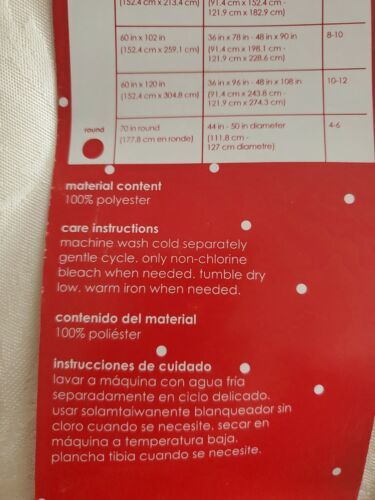 (152.4 cm x 213.4 cm) (91.4 cm x 152.4 cm -
121.9 cm x 182.9 cm)
60 in x 102 in 36 in x 78 in - 48 in x 90 in 8-10
(152.4 cm x 259.1 cm) (91.4 cm x 198.1 cm -
121.9 cm x 228.6 cm)
60 in x 120 in 36 in x 96 in - 48 in x 108 in 10-12
(152.4 cm x 304.8 cm) (91.4 cm x 243.8 cm -
121.9 cm x 274.3 cm)
round 70 in round 44 in - 50 in diameter 4-6
(177.8 cm en ronde) (111.8 cm -
127 cm diametre)
material content
100% polyester
care instructions
machine wash cold separately
gentle cycle. only non-chlorine
bleach when needed. tumble dry
low. warm iron when needed.
contenido del material
100% poliéster
instrucciones de cuidado
lavar a máquina con agua fría
separadamente en ciclo delicado.
usar solamtaiwanente blanqueador sin
cloro cuando se necesite. secar en
máquina a temperatura baja.
plancha tibia cuando se necesite.